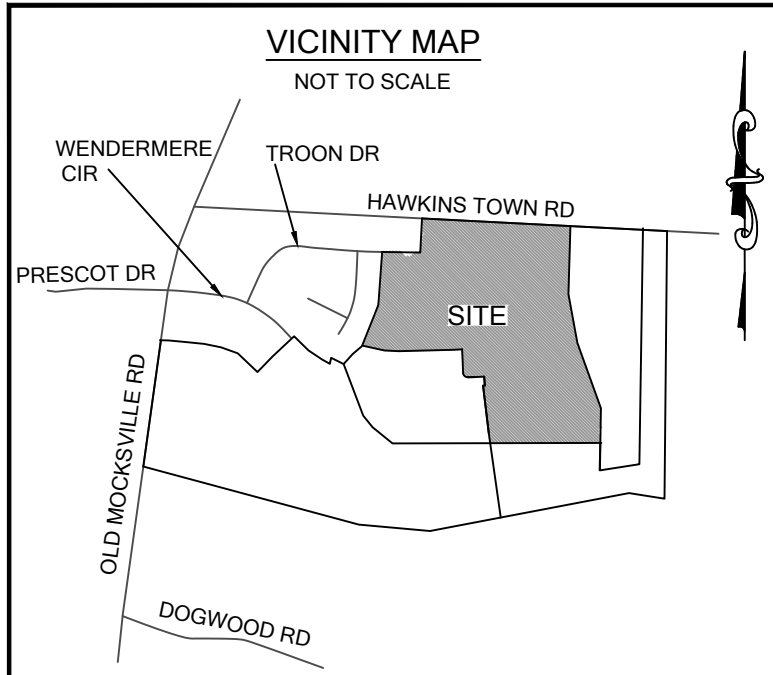 VICINITY MAP
NOT TO SCALE
WENDERMERE
CIR
TROON DR
HAWKINS TOWN RD
PRESCOT DR
SITE
OLD MOCKSVILLE RD
DOGWOOD RD